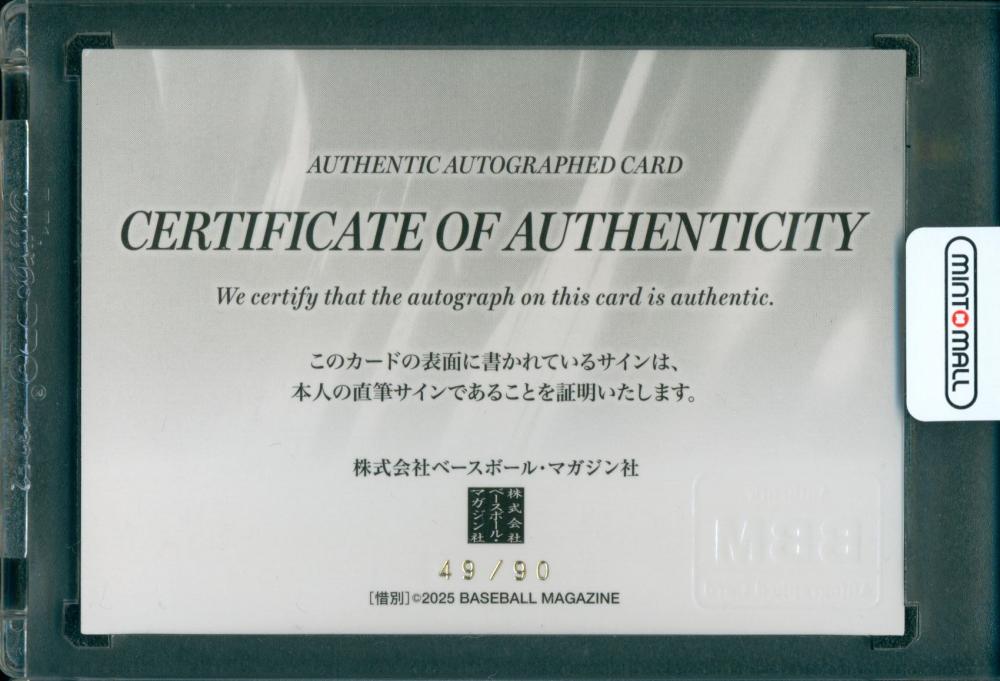 AUTHENTIC AUTOGRAPHED CARD
CERTIFICATE OF AUTHENTICITY
We certify that the autograph on this card is authentic.
このカードの表面に書かれているサインは、
本人の直筆サインであることを証明いたします。
株式会社ベースボール・マガジン社
株式会社
ベースボール・
マガジン社
49/90
[惜別]©2025 BASEBALL MAGAZINE
BBM
MINTMALL